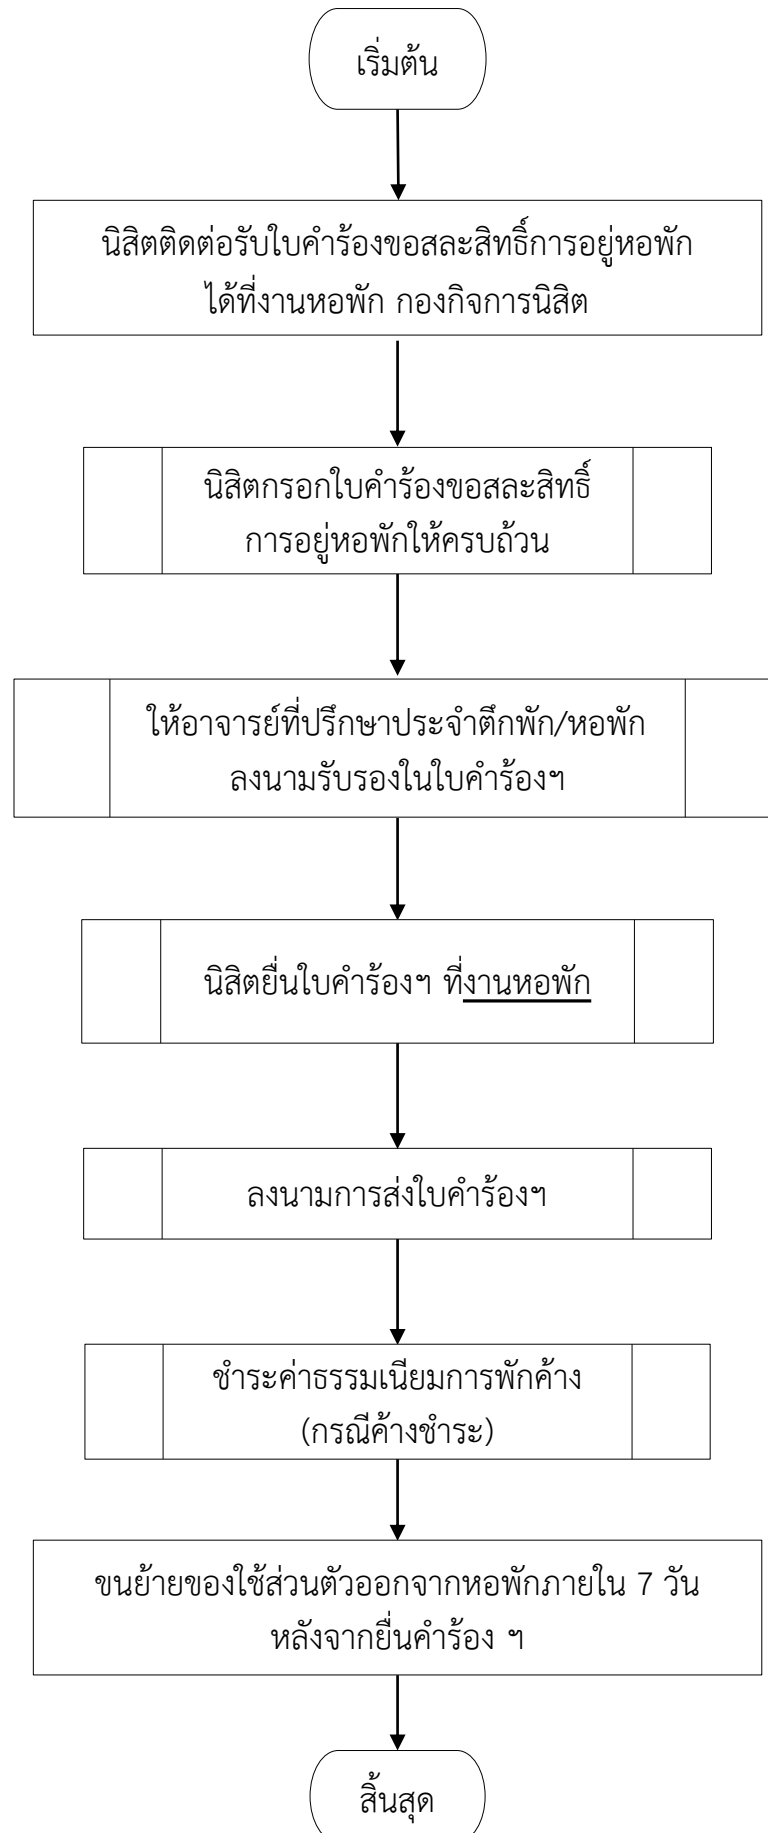 เริ่มต้น
นิสิตติดต่อรับใบคำร้องขอสละสิทธิ์การอยู่หอพัก
ได้ที่งานหอพัก กองกิจการนิสิต
นิสิตกรอกใบคำร้องขอสละสิทธิ์
การอยู่หอพักให้ครบถ้วน
ให้อาจารย์ที่ปรึกษาประจำตึกพัก/หอพัก
ลงนามรับรองในใบคำร้องฯ
นิสิตยื่นใบคำร้องฯ ที่งานหอพัก
ลงนามการส่งใบคำร้องฯ
ชำระค่าธรรมเนียมการพักค้าง
(กรณีค้างชำระ)
ขนย้ายของใช้ส่วนตัวออกจากหอพักภายใน 7 วัน
หลังจากยื่นคำร้อง ฯ
สิ้นสุด